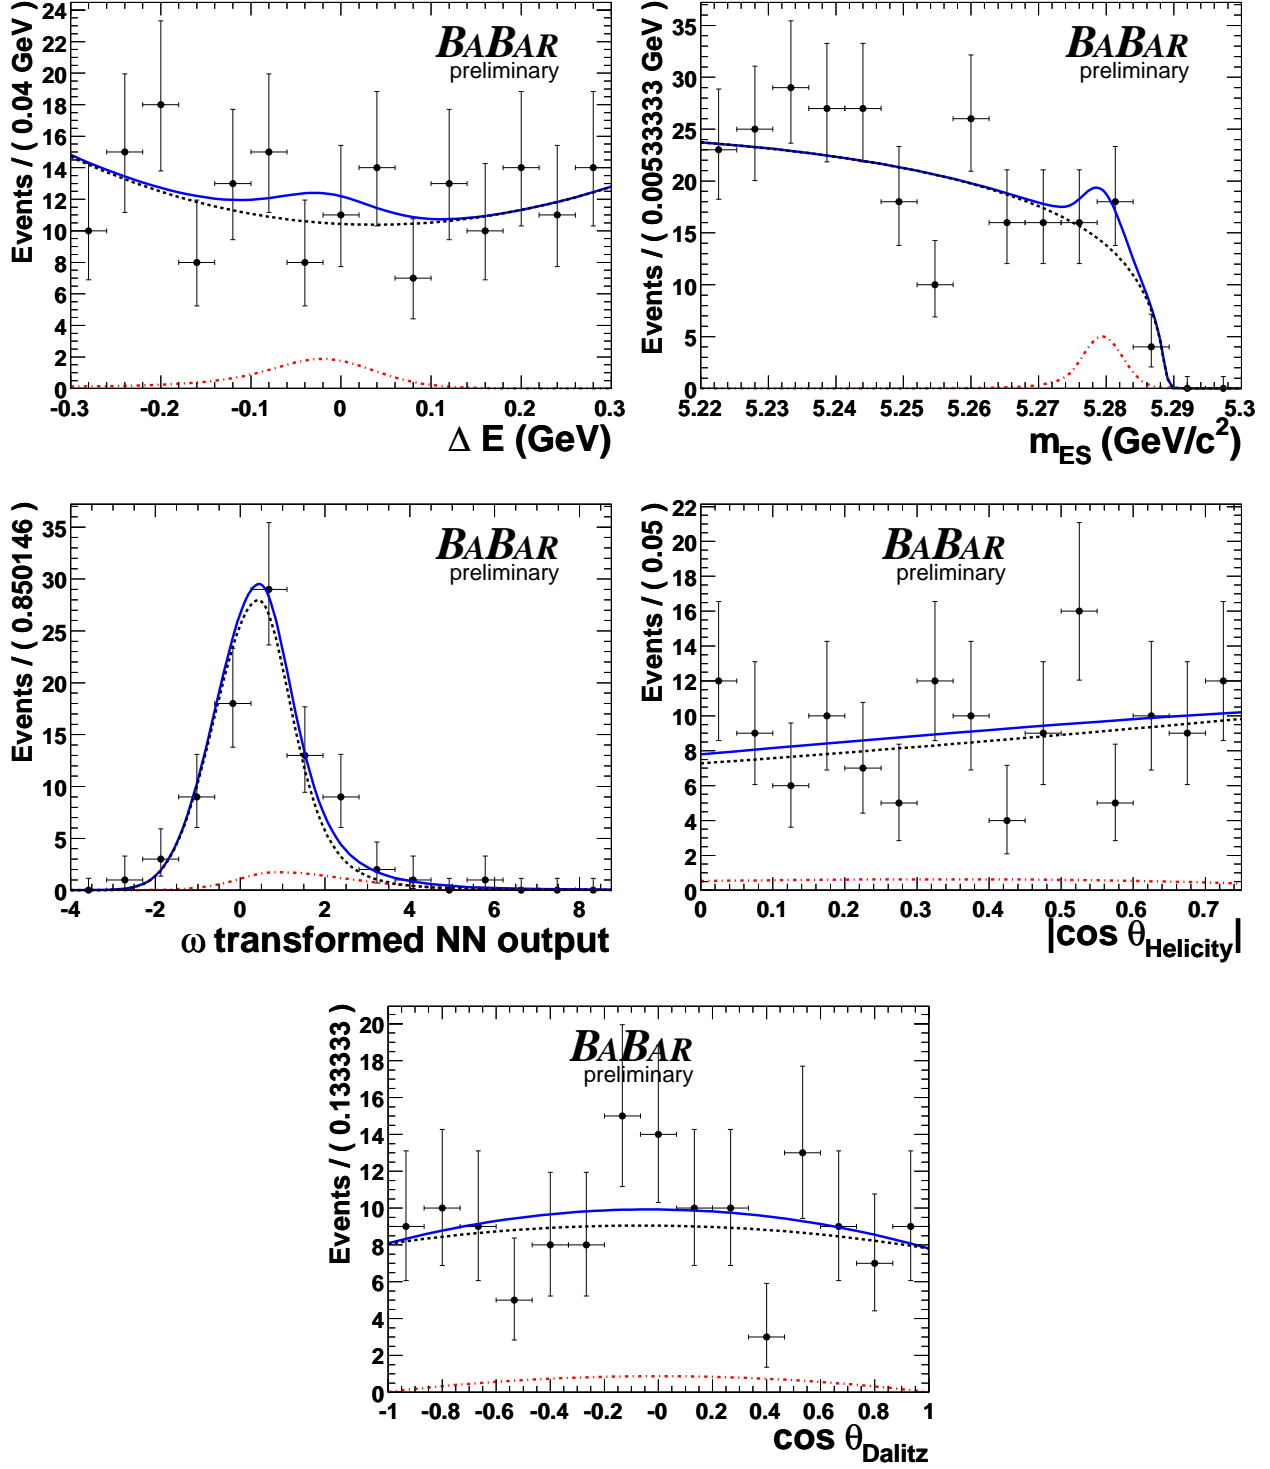 Events / ( 0.04 GeV )
24
22
20
18
16
14
12
10
8
6
4
2
0
-0.3 -0.2 -0.1 0 0.1 0.2 0.3
Δ E (GeV)
BABAR
preliminary
Events / ( 0.00533333 GeV )
35
30
25
20
15
10
5
0
5.22 5.23 5.24 5.25 5.26 5.27 5.28 5.29 5.3
m_ES (GeV/c²)
BABAR
preliminary
Events / ( 0.850146 )
35
30
25
20
15
10
5
0
-4 -2 0 2 4 6 8
ω transformed NN output
BABAR
preliminary
Events / ( 0.05 )
22
20
18
16
14
12
10
8
6
4
2
0
0 0.1 0.2 0.3 0.4 0.5 0.6 0.7
|cos θ_Helicity|
BABAR
preliminary
Events / ( 0.133333 )
20
18
16
14
12
10
8
6
4
2
0
-1 -0.8 -0.6 -0.4 -0.2 -0 0.2 0.4 0.6 0.8 1
cos θ_Dalitz
BABAR
preliminary